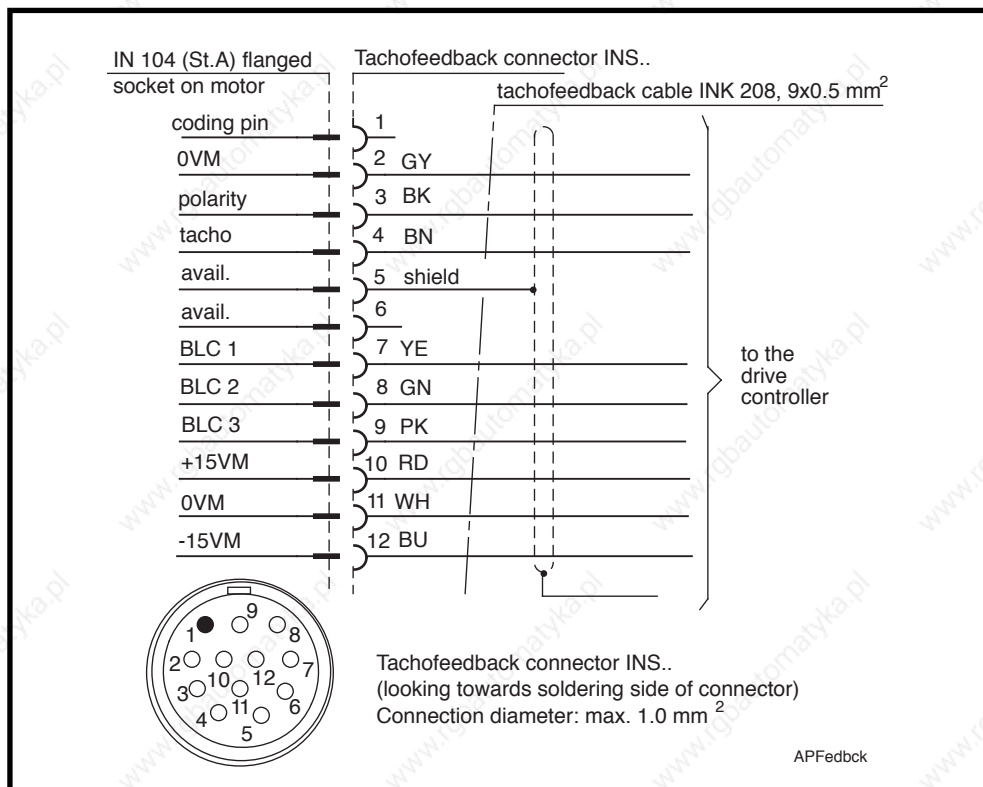 IN 104 (St.A) flanged
socket on motor
Tachofeedback connector INS..
tachofeedback cable INK 208, 9x0.5 mm²
coding pin 1
0VM 2 GY
polarity 3 BK
tacho 4 BN
avail. 5 shield
avail. 6
BLC 1 7 YE
BLC 2 8 GN
BLC 3 9 PK
+15VM 10 RD
0VM 11 WH
-15VM 12 BU
to the
drive
controller
1 9 8
2 10 12 7
3 11 6
4 5
Tachofeedback connector INS..
(looking towards soldering side of connector)
Connection diameter: max. 1.0 mm ²
APFedbck
www.rgbautomatyka.pl